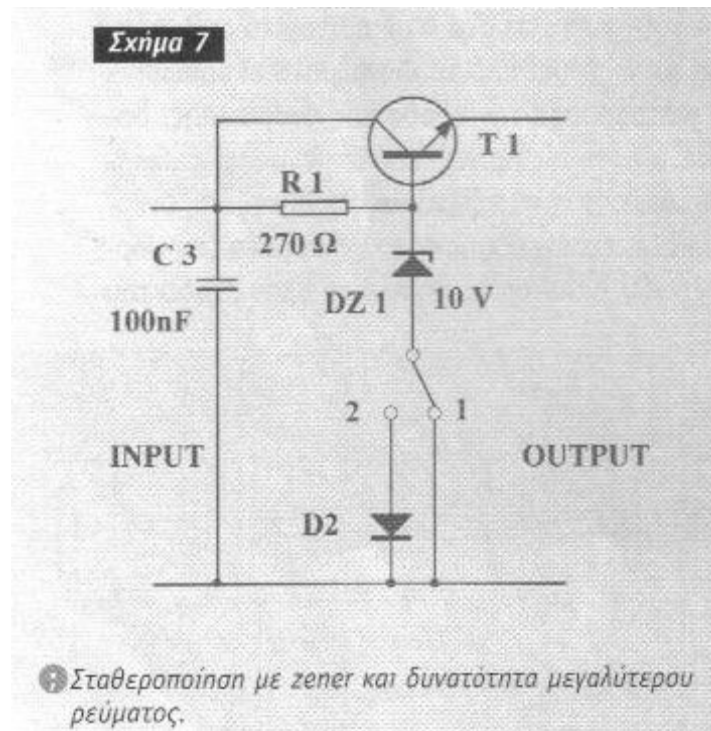 Σχήμα 7
T 1
R 1
270 Ω
C 3
100nF
DZ 1
10 V
2
1
INPUT
OUTPUT
D2
Σταθεροποίηση με zener και δυνατότητα μεγαλύτερου
ρεύματος.